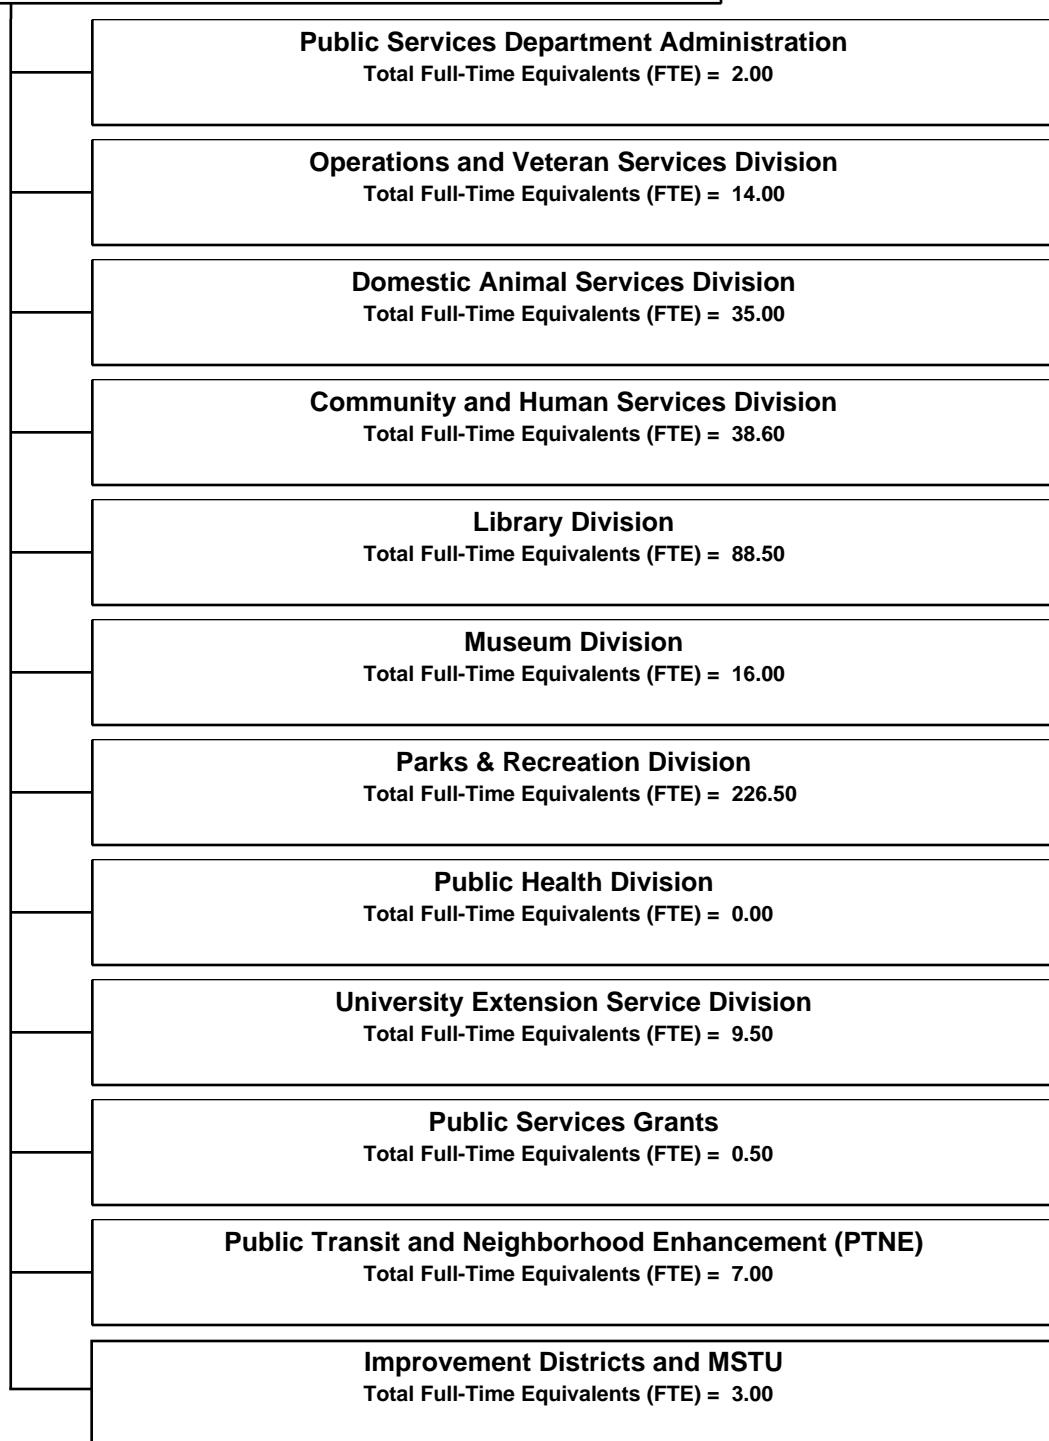 Public Services Department Administration
Total Full-Time Equivalents (FTE) = 2.00
Operations and Veteran Services Division
Total Full-Time Equivalents (FTE) = 14.00
Domestic Animal Services Division
Total Full-Time Equivalents (FTE) = 35.00
Community and Human Services Division
Total Full-Time Equivalents (FTE) = 38.60
Library Division
Total Full-Time Equivalents (FTE) = 88.50
Museum Division
Total Full-Time Equivalents (FTE) = 16.00
Parks & Recreation Division
Total Full-Time Equivalents (FTE) = 226.50
Public Health Division
Total Full-Time Equivalents (FTE) = 0.00
University Extension Service Division
Total Full-Time Equivalents (FTE) = 9.50
Public Services Grants
Total Full-Time Equivalents (FTE) = 0.50
Public Transit and Neighborhood Enhancement (PTNE)
Total Full-Time Equivalents (FTE) = 7.00
Improvement Districts and MSTU
Total Full-Time Equivalents (FTE) = 3.00